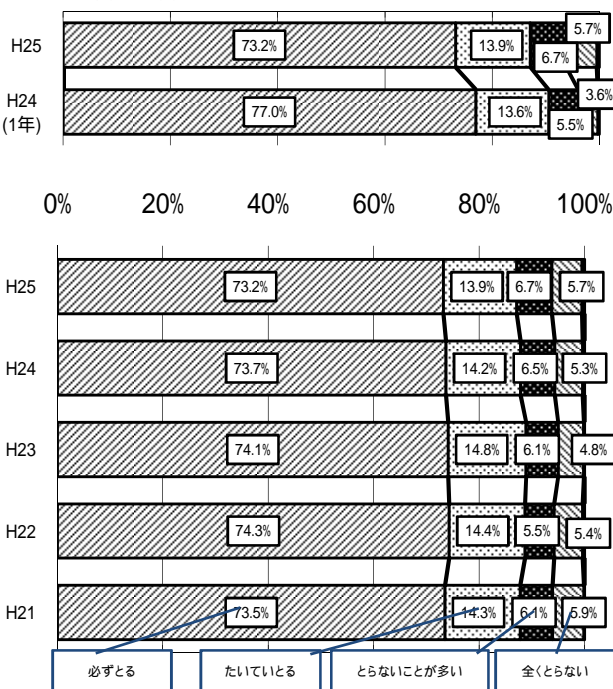 H25 73.2% 13.9% 6.7% 5.7%
H24 77.0% 13.6% 5.5% 3.6%
(1年)
0% 20% 40% 60% 80% 100%
H25 73.2% 13.9% 6.7% 5.7%
H24 73.7% 14.2% 6.5% 5.3%
H23 74.1% 14.8% 6.1% 4.8%
H22 74.3% 14.4% 5.5% 5.4%
H21 73.5% 14.3% 6.1% 5.9%
必ずとる たいていとる とらないことが多い 全くとらない